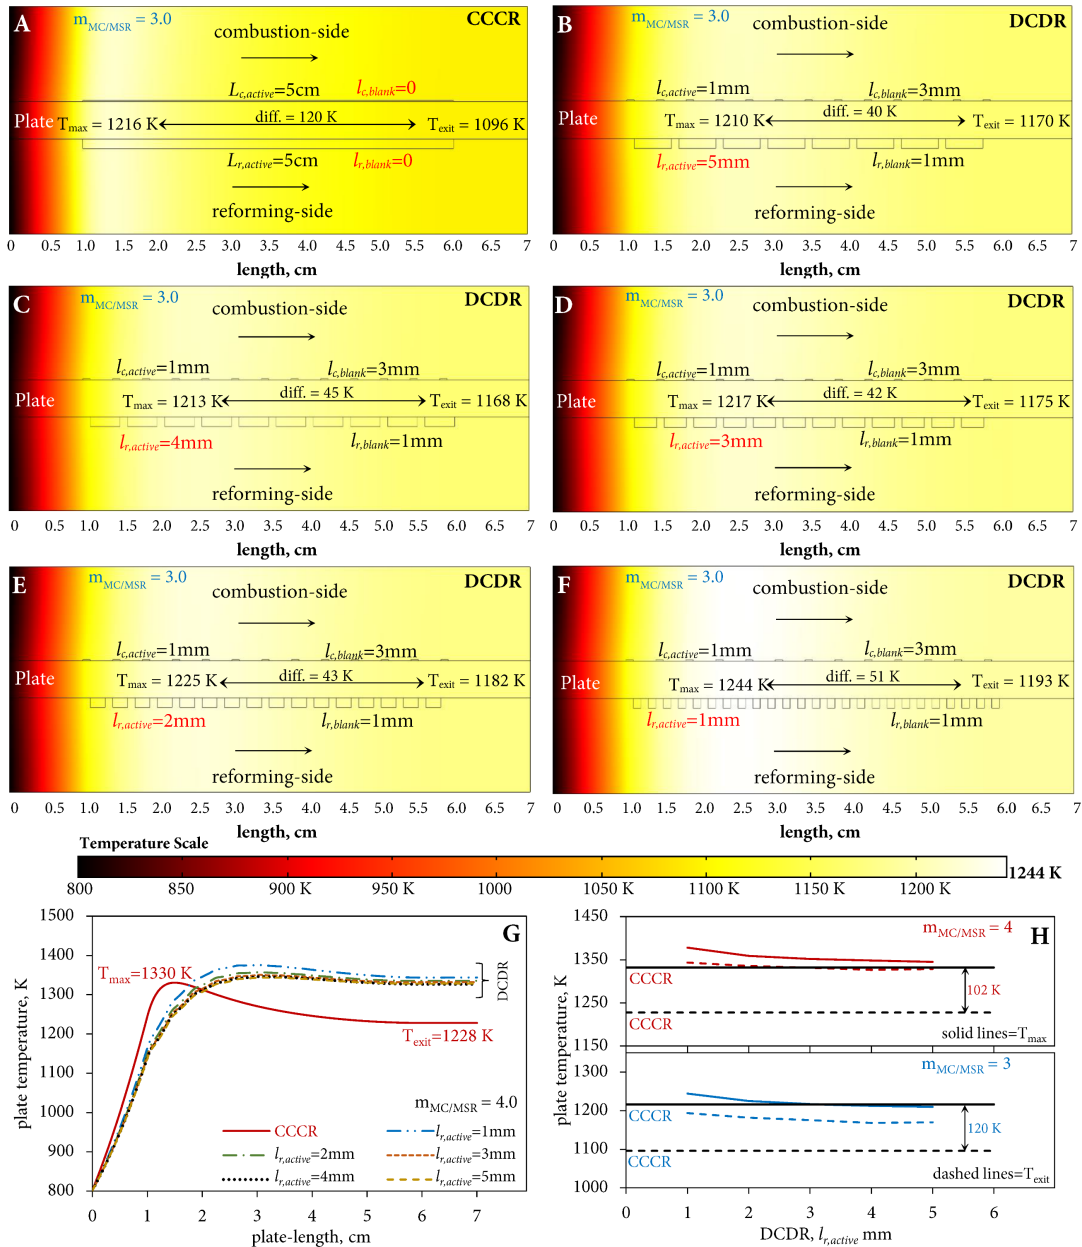 A
m_MC/MSR = 3.0
CCCR
combustion-side
L_c,active=5cm
l_c,blank=0
Plate
T_max = 1216 K
diff. = 120 K
T_exit = 1096 K
L_r,active=5cm
l_r,blank=0
reforming-side
0 0.5 1.0 1.5 2.0 2.5 3.0 3.5 4.0 4.5 5.0 5.5 6.0 6.5 7
length, cm
B
m_MC/MSR = 3.0
DCDR
combustion-side
l_c,active=1mm
l_c,blank=3mm
Plate
T_max = 1210 K
diff. = 40 K
T_exit = 1170 K
l_r,active=5mm
l_r,blank=1mm
reforming-side
0 0.5 1.0 1.5 2.0 2.5 3.0 3.5 4.0 4.5 5.0 5.5 6.0 6.5 7
length, cm
C
m_MC/MSR = 3.0
DCDR
combustion-side
l_c,active=1mm
l_c,blank=3mm
Plate
T_max = 1213 K
diff. = 45 K
T_exit = 1168 K
l_r,active=4mm
l_r,blank=1mm
reforming-side
0 0.5 1.0 1.5 2.0 2.5 3.0 3.5 4.0 4.5 5.0 5.5 6.0 6.5 7
length, cm
D
m_MC/MSR = 3.0
DCDR
combustion-side
l_c,active=1mm
l_c,blank=3mm
Plate
T_max = 1217 K
diff. = 42 K
T_exit = 1175 K
l_r,active=3mm
l_r,blank=1mm
reforming-side
0 0.5 1.0 1.5 2.0 2.5 3.0 3.5 4.0 4.5 5.0 5.5 6.0 6.5 7
length, cm
E
m_MC/MSR = 3.0
DCDR
combustion-side
l_c,active=1mm
l_c,blank=3mm
Plate
T_max = 1225 K
diff. = 43 K
T_exit = 1182 K
l_r,active=2mm
l_r,blank=1mm
reforming-side
0 0.5 1.0 1.5 2.0 2.5 3.0 3.5 4.0 4.5 5.0 5.5 6.0 6.5 7
length, cm
F
m_MC/MSR = 3.0
DCDR
combustion-side
l_c,active=1mm
l_c,blank=3mm
Plate
T_max = 1244 K
diff. = 51 K
T_exit = 1193 K
l_r,active=1mm
l_r,blank=1mm
reforming-side
0 0.5 1.0 1.5 2.0 2.5 3.0 3.5 4.0 4.5 5.0 5.5 6.0 6.5 7
length, cm
Temperature Scale
800 850 900 K 950 K 1000 K 1050 K 1100 K 1150 K 1200 K 1244 K
G
plate temperature, K
1500
1400
1300
1200
1100
1000
900
800
T_max=1330 K
DCDR
T_exit=1228 K
m_MC/MSR = 4.0
CCCR
l_r,active=1mm
l_r,active=2mm
l_r,active=3mm
l_r,active=4mm
l_r,active=5mm
0 1 2 3 4 5 6 7
plate-length, cm
H
plate temperature, K
1450
1350
1250
1150
m_MC/MSR = 4
CCCR
102 K
CCCR
solid lines=T_max
1300
1200
1100
1000
m_MC/MSR = 3
CCCR
120 K
CCCR
dashed lines=T_exit
0 1 2 3 4 5 6
DCDR, l_r,active mm